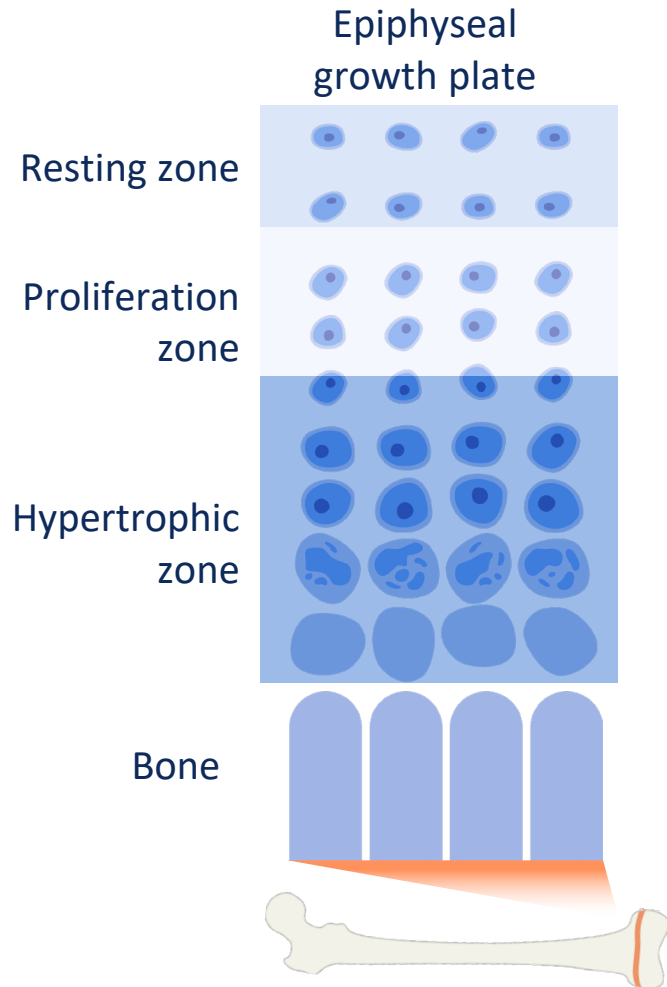 Epiphyseal
growth plate
Resting zone
Proliferation
zone
Hypertrophic
zone
Bone